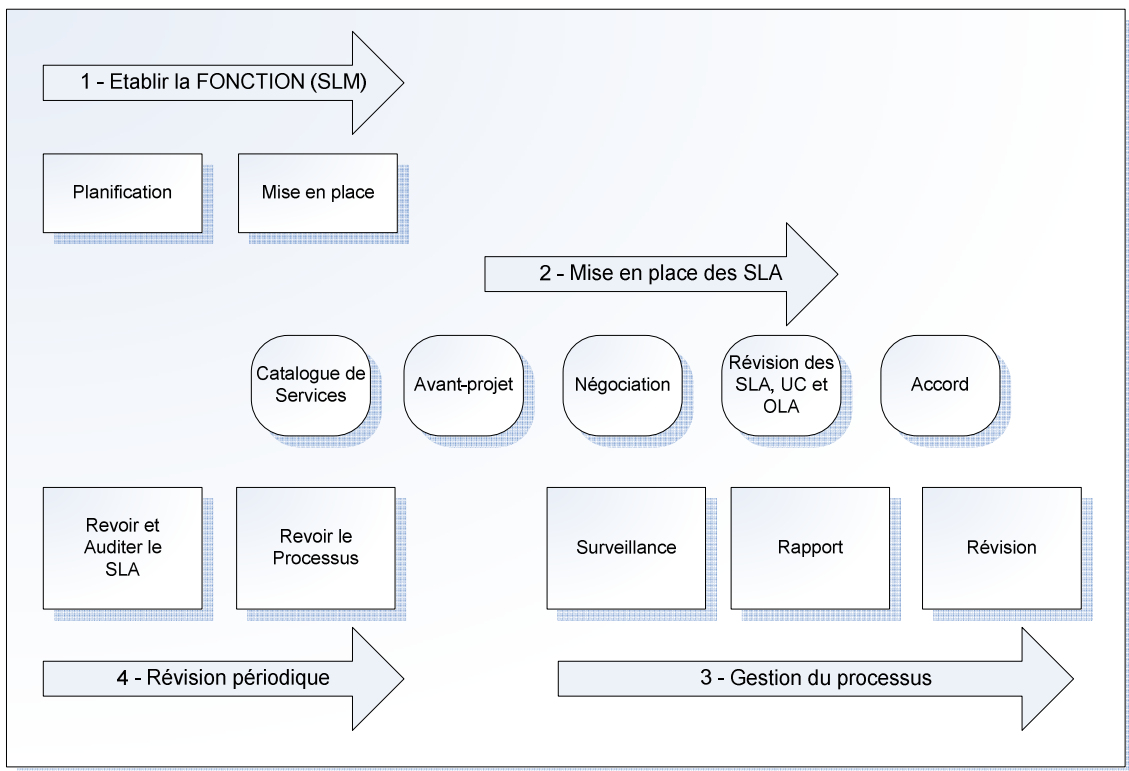 1 - Etablir la FONCTION (SLM)
Planification
Mise en place
2 - Mise en place des SLA
Catalogue de
Services
Avant-projet
Négociation
Révision des
SLA, UC et
OLA
Accord
Revoir et
Auditer le
SLA
Revoir le
Processus
Surveillance
Rapport
Révision
4 - Révision périodique
3 - Gestion du processus